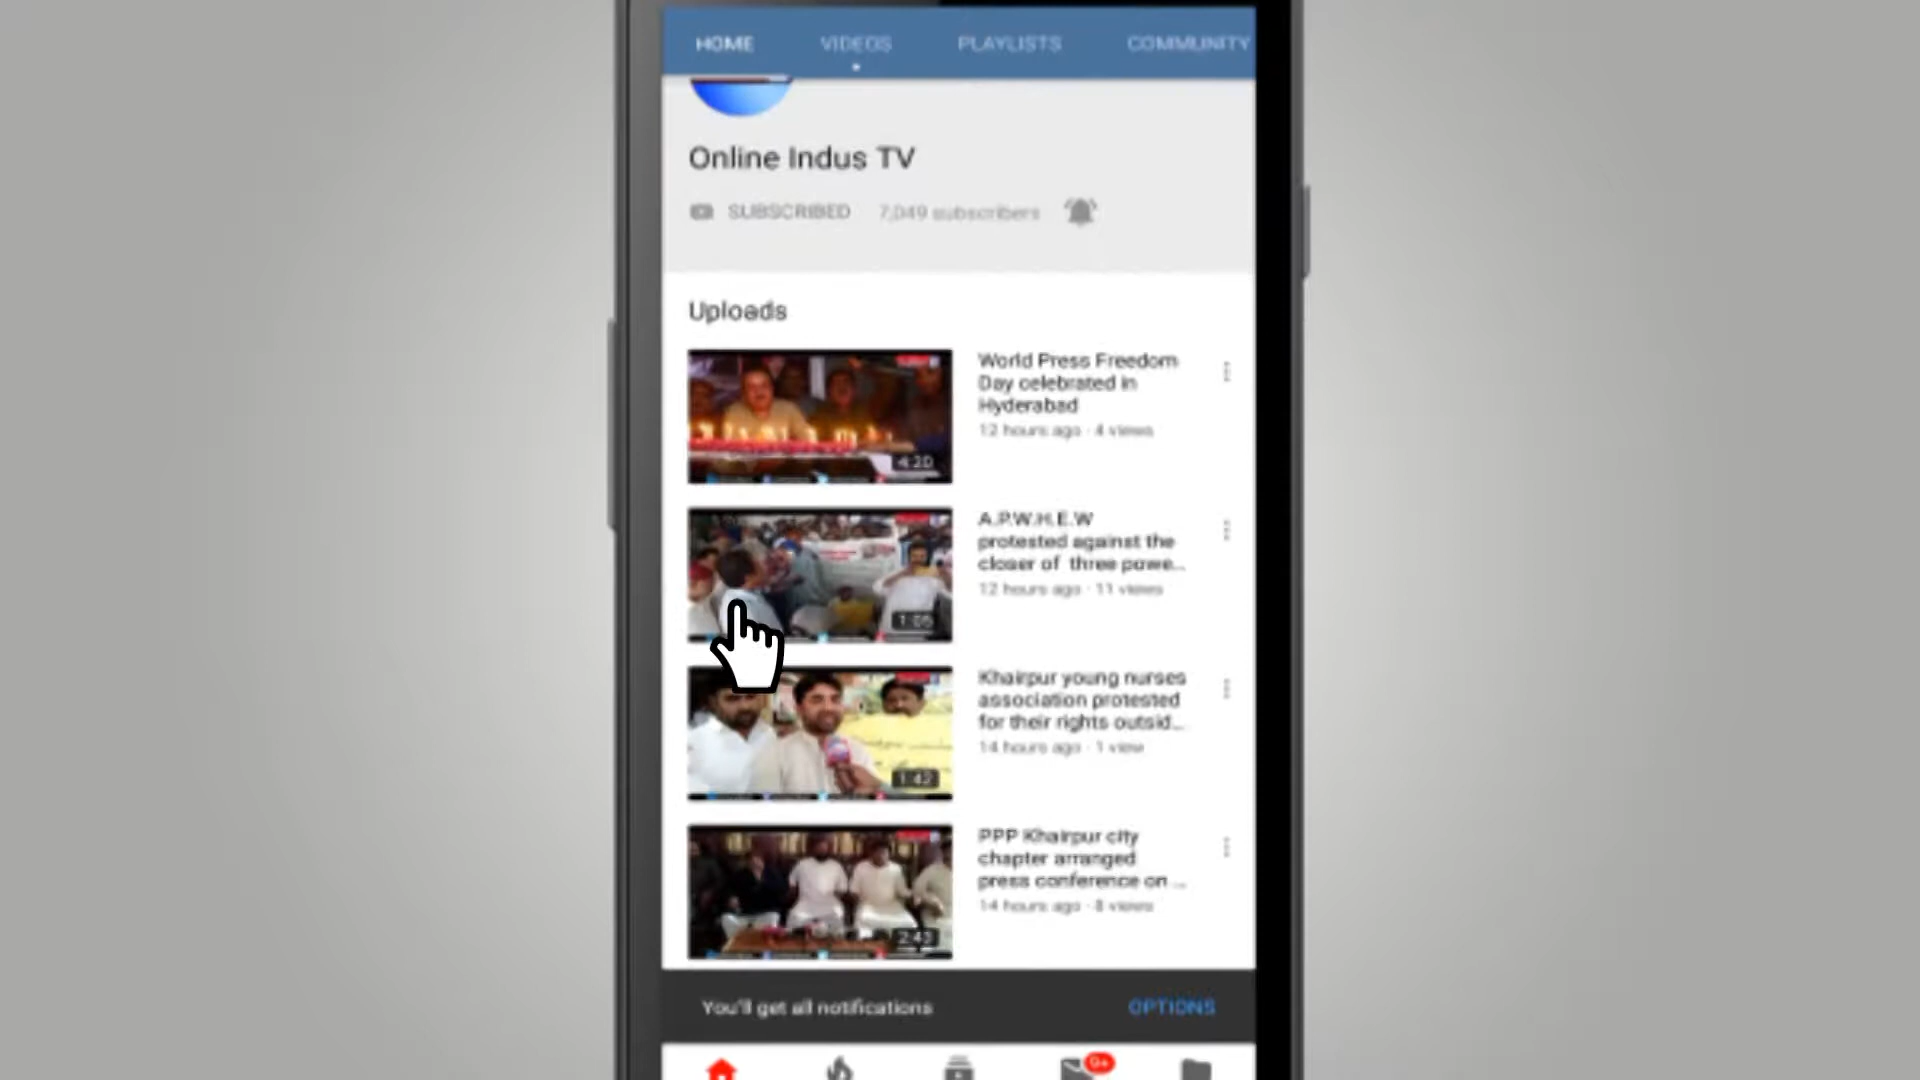 HOME VIDEOS PLAYLISTS COMMUNITY
Online Indus TV
SUBSCRIBED 7,049 subscribers
Uploads
World Press Freedom
Day celebrated in
Hyderabad
12 hours ago · 4 views
4:20
A.P.W.H.E.W
protested against the
closer of three powe...
12 hours ago · 11 views
1:05
Khairpur young nurses
association protested
for their rights outsid...
14 hours ago · 1 view
1:42
PPP Khairpur city
chapter arranged
press conference on ...
14 hours ago · 8 views
2:43
You'll get all notifications OPTIONS
9+